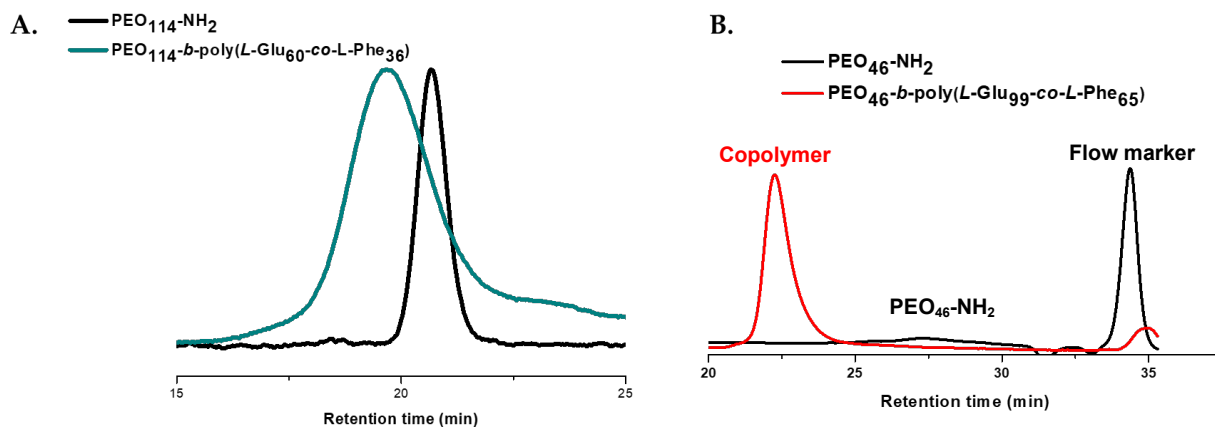 A.
PEO114-NH2
PEO114-b-poly(L-Glu60-co-L-Phe36)
15 20 25
Retention time (min)
B.
PEO46-NH2
PEO46-b-poly(L-Glu99-co-L-Phe65)
Copolymer
Flow marker
PEO46-NH2
20 25 30 35
Retention time (min)